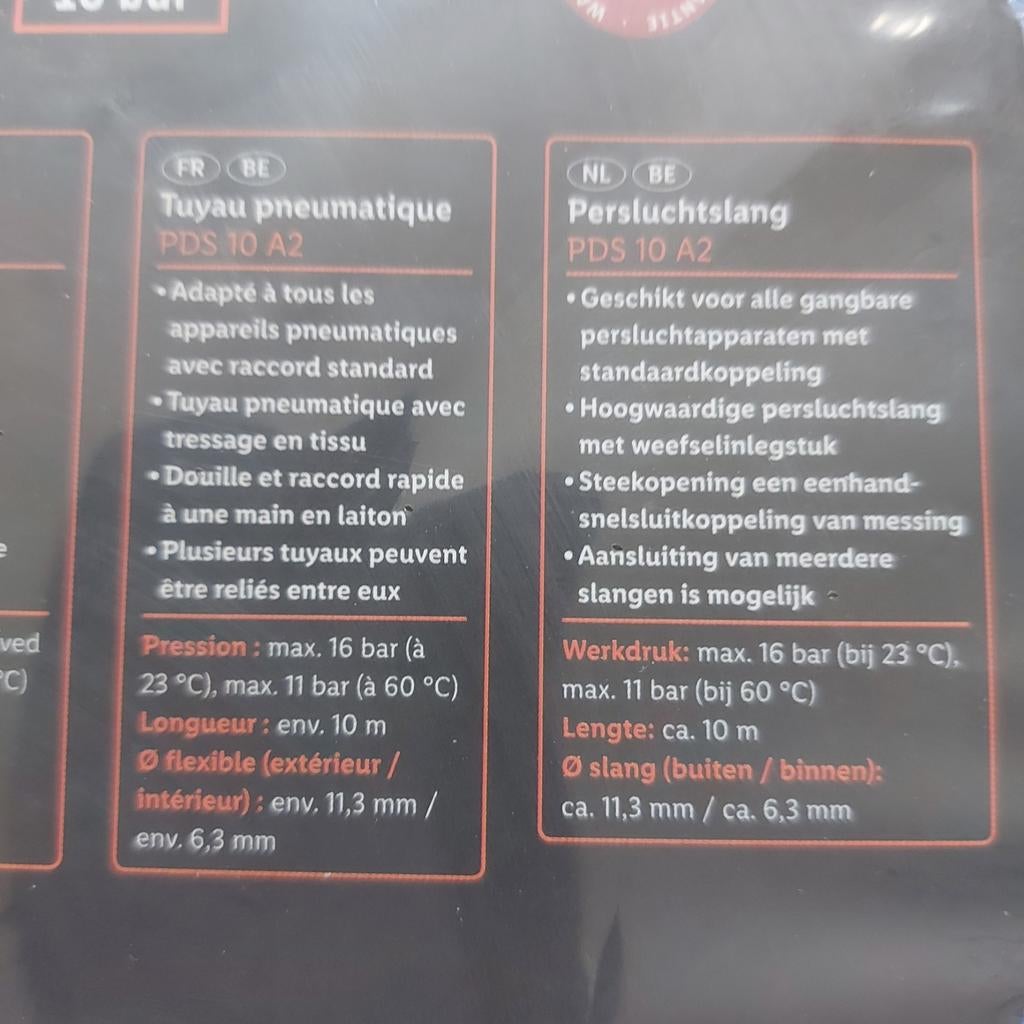 FR BE
Tuyau pneumatique
PDS 10 A2
• Adapté à tous les
appareils pneumatiques
avec raccord standard
• Tuyau pneumatique avec
tressage en tissu
• Douille et raccord rapide
à une main en laiton
• Plusieurs tuyaux peuvent
être reliés entre eux
Pression : max. 16 bar (à
23 °C), max. 11 bar (à 60 °C)
Longueur : env. 10 m
Ø flexible (extérieur /
intérieur) : env. 11,3 mm /
env. 6,3 mm
NL BE
Persluchtslang
PDS 10 A2
• Geschikt voor alle gangbare
persluchtapparaten met
standaardkoppeling
• Hoogwaardige persluchtslang
met weefselinlegstuk
• Steekopening een eenhand-
snelsluitkoppeling van messing
• Aansluiting van meerdere
slangen is mogelijk
Werkdruk: max. 16 bar (bij 23 °C),
max. 11 bar (bij 60 °C)
Lengte: ca. 10 m
Ø slang (buiten / binnen):
ca. 11,3 mm / ca. 6,3 mm